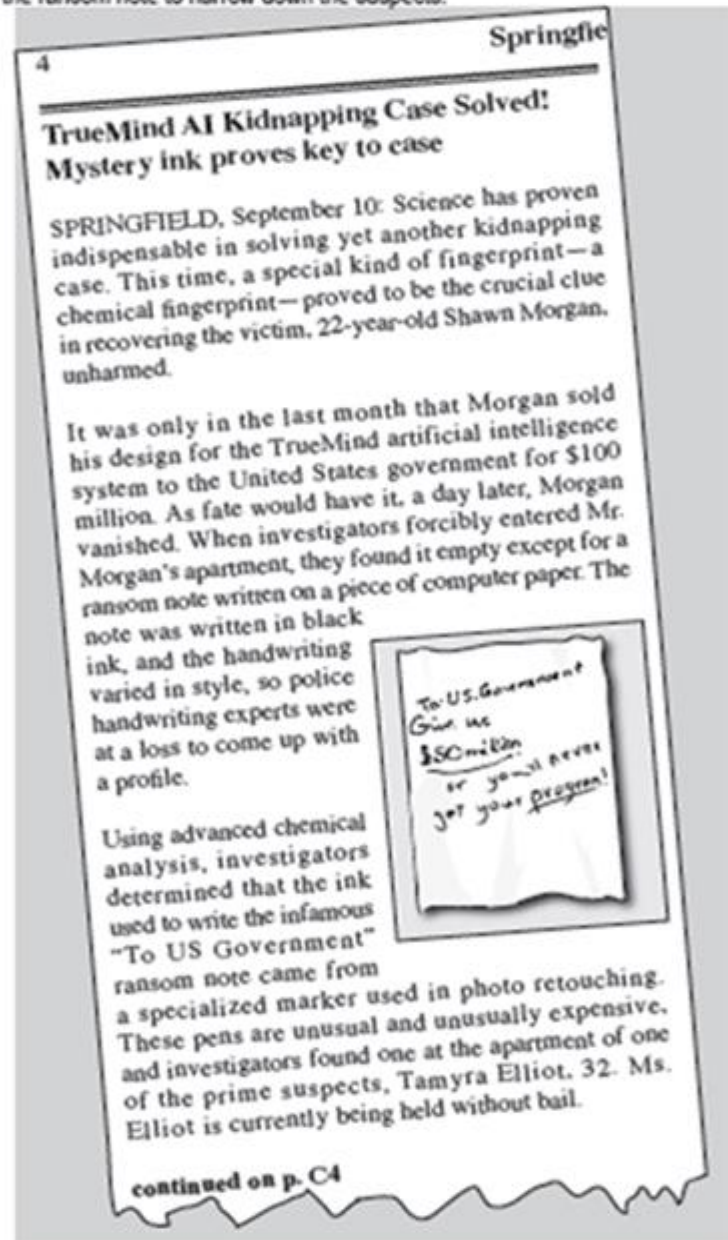 the ransom note to narrow down the suspects.
4 Springfie
TrueMind AI Kidnapping Case Solved!
Mystery ink proves key to case
SPRINGFIELD, September 10: Science has proven
indispensable in solving yet another kidnapping
case. This time, a special kind of fingerprint—a
chemical fingerprint—proved to be the crucial clue
in recovering the victim, 22-year-old Shawn Morgan,
unharmed.
It was only in the last month that Morgan sold
his design for the TrueMind artificial intelligence
system to the United States government for $100
million. As fate would have it, a day later, Morgan
vanished. When investigators forcibly entered Mr.
Morgan's apartment, they found it empty except for a
ransom note written on a piece of computer paper. The
note was written in black
ink, and the handwriting
varied in style, so police
handwriting experts were
at a loss to come up with
a profile.
To US.Government
Give us
$50 million
or you'll never
get your program!
Using advanced chemical
analysis, investigators
determined that the ink
used to write the infamous
"To US Government"
ransom note came from
a specialized marker used in photo retouching.
These pens are unusual and unusually expensive,
and investigators found one at the apartment of one
of the prime suspects, Tamyra Elliot, 32. Ms.
Elliot is currently being held without bail.
continued on p. C4